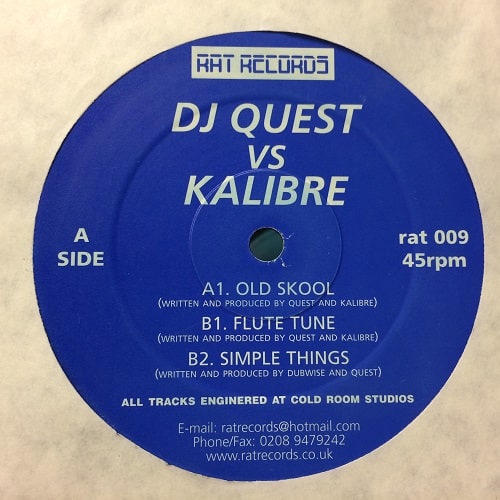 RAT RECORDS
DJ QUEST
VS
KALIBRE
A
SIDE
rat 009
45rpm
A1. OLD SKOOL
(WRITTEN AND PRODUCED BY QUEST AND KALIBRE)
B1. FLUTE TUNE
(WRITTEN AND PRODUCED BY QUEST AND KALIBRE)
B2. SIMPLE THINGS
(WRITTEN AND PRODUCED BY DUBWISE AND QUEST)
ALL TRACKS ENGINERED AT COLD ROOM STUDIOS
E-mail: ratrecords@hotmail.com
Phone/Fax: 0208 9479242
www.ratrecords.co.uk